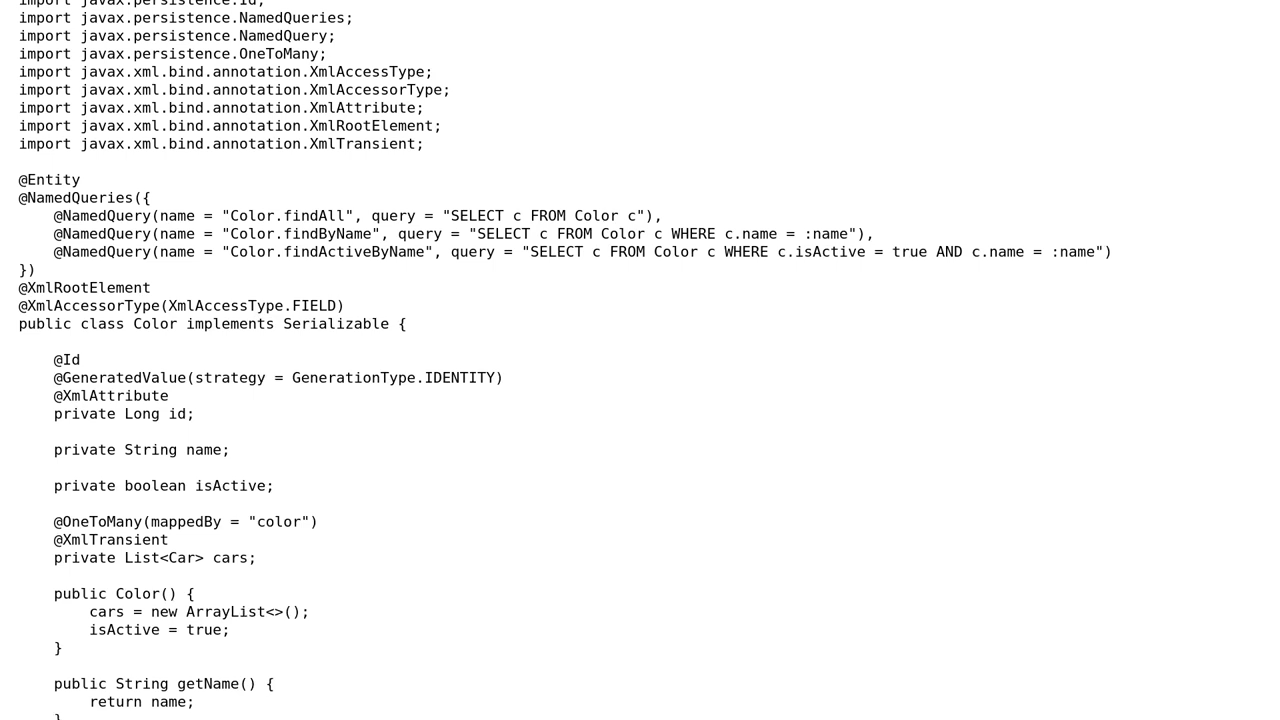 import javax.persistence.Id;
import javax.persistence.NamedQueries;
import javax.persistence.NamedQuery;
import javax.persistence.OneToMany;
import javax.xml.bind.annotation.XmlAccessType;
import javax.xml.bind.annotation.XmlAccessorType;
import javax.xml.bind.annotation.XmlAttribute;
import javax.xml.bind.annotation.XmlRootElement;
import javax.xml.bind.annotation.XmlTransient;

@Entity
@NamedQueries({
    @NamedQuery(name = "Color.findAll", query = "SELECT c FROM Color c"),
    @NamedQuery(name = "Color.findByName", query = "SELECT c FROM Color c WHERE c.name = :name"),
    @NamedQuery(name = "Color.findActiveByName", query = "SELECT c FROM Color c WHERE c.isActive = true AND c.name = :name")
})
@XmlRootElement
@XmlAccessorType(XmlAccessType.FIELD)
public class Color implements Serializable {

    @Id
    @GeneratedValue(strategy = GenerationType.IDENTITY)
    @XmlAttribute
    private Long id;

    private String name;

    private boolean isActive;

    @OneToMany(mappedBy = "color")
    @XmlTransient
    private List<Car> cars;

    public Color() {
        cars = new ArrayList<>();
        isActive = true;
    }

    public String getName() {
        return name;
    }